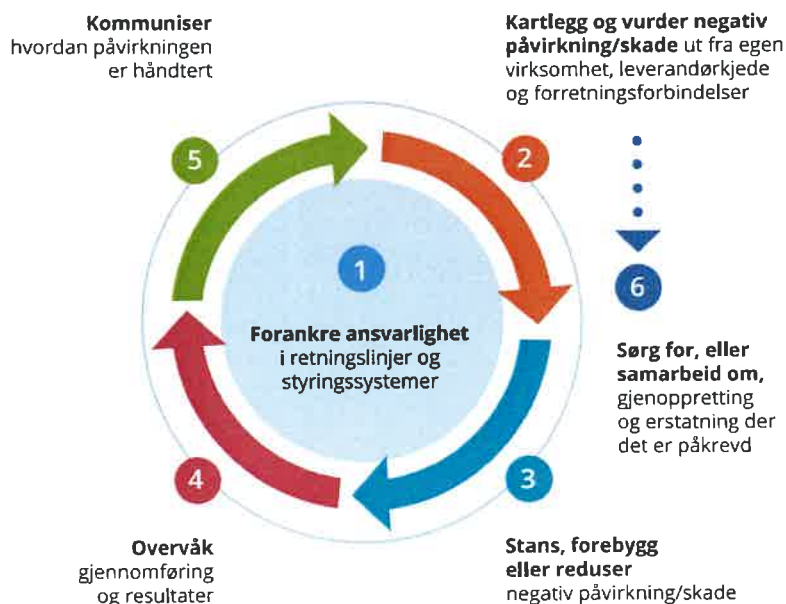 Kommuniser
hvordan påvirkningen
er håndtert
Kartlegg og vurder negativ
påvirkning/skade ut fra egen
virksomhet, leverandørkjede
og forretningsforbindelser
5
2
1
Forankre ansvarlighet
i retningslinjer og
styringssystemer
6
Sørg for, eller
samarbeid om,
gjenoppretting
og erstatning der
det er påkrevd
4
3
Overvåk
gjennomføring
og resultater
Stans, forebygg
eller reduser
negativ påvirkning/skade